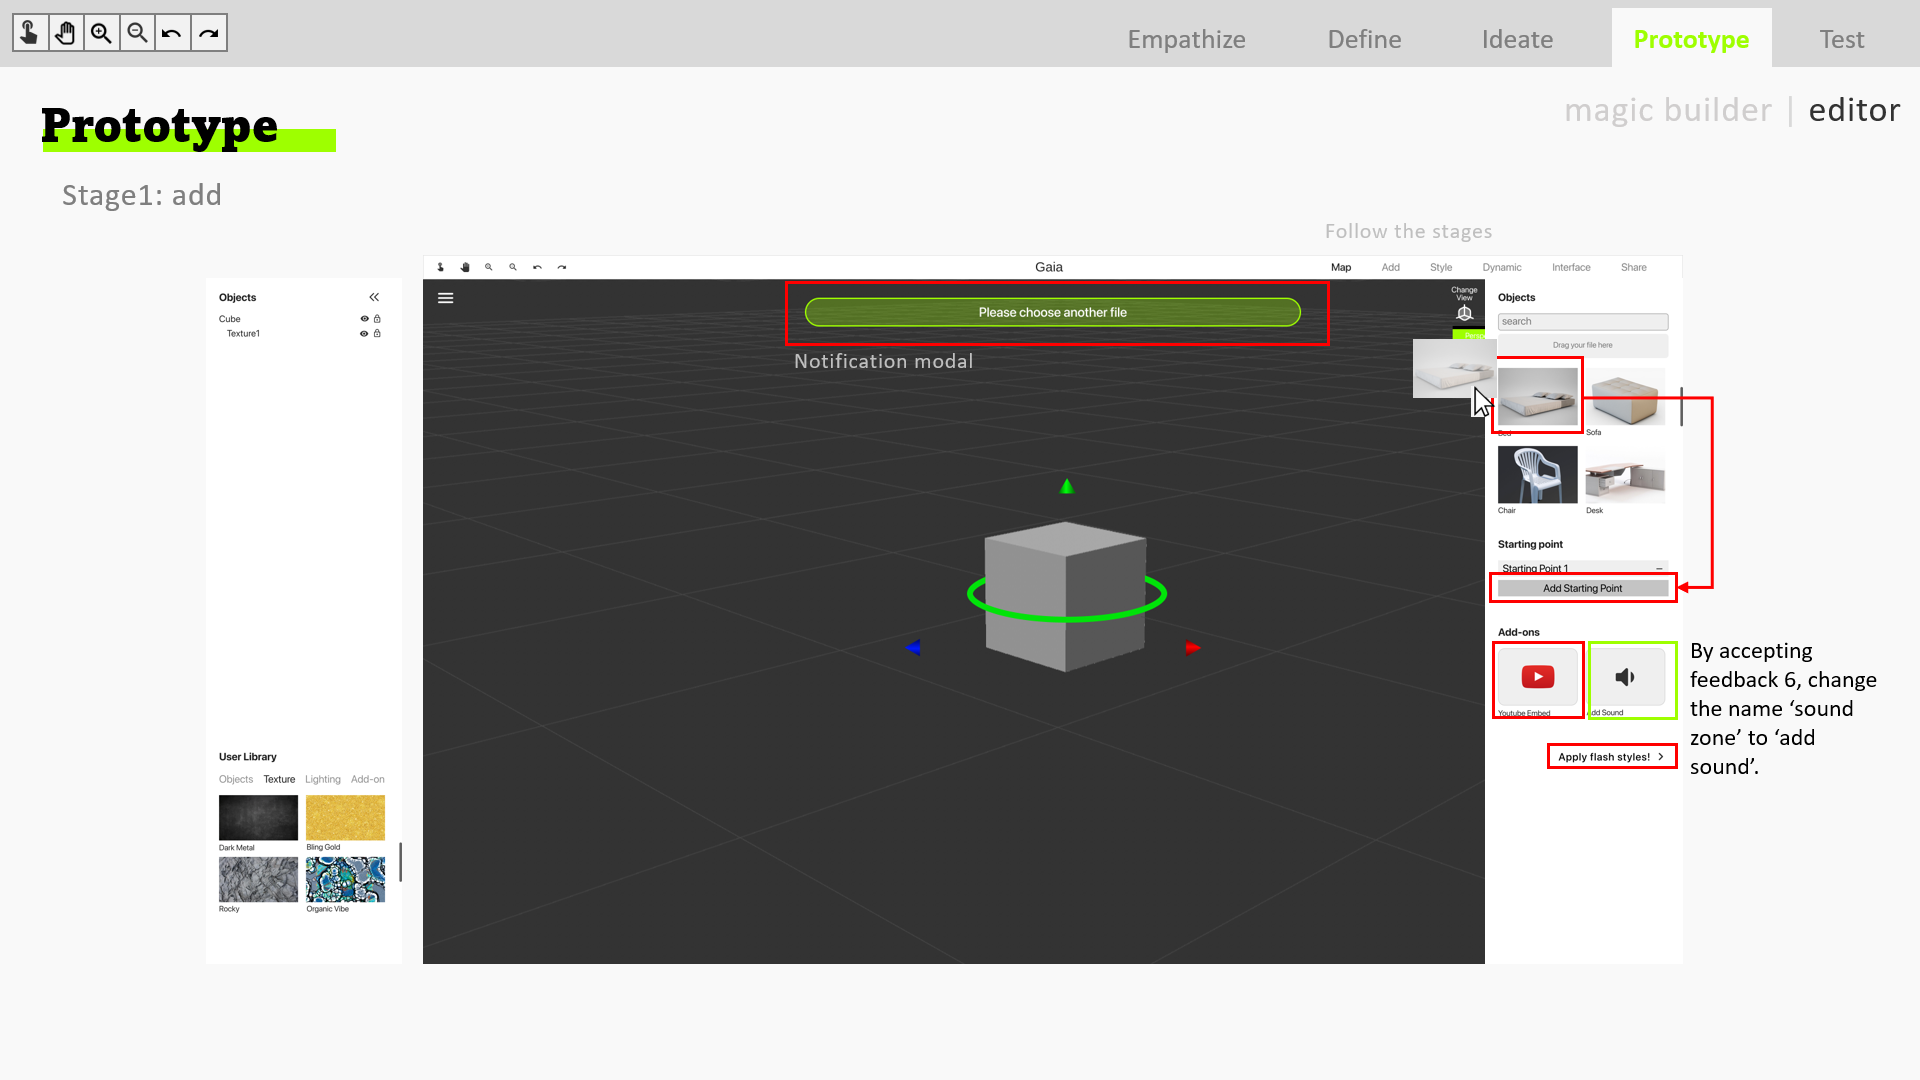 Empathize
Define
Ideate
Prototype
Test
Prototype
magic builder | editor
Stage1: add
Follow the stages
Gaia
Map
Add
Style
Dynamic
Interface
Share
Objects
Cube
Texture1
Please choose another file
Notification modal
Change
View
Objects
search
Drag your file here
Sofa
Chair
Desk
Starting point
Starting Point 1
Add Starting Point
Add-ons
Youtube Embed
Add Sound
Apply flash styles!
By accepting
feedback 6, change
the name ‘sound
zone’ to ‘add
sound’.
User Library
Objects
Texture
Lighting
Add-on
Dark Metal
Bling Gold
Rocky
Organic Vibe